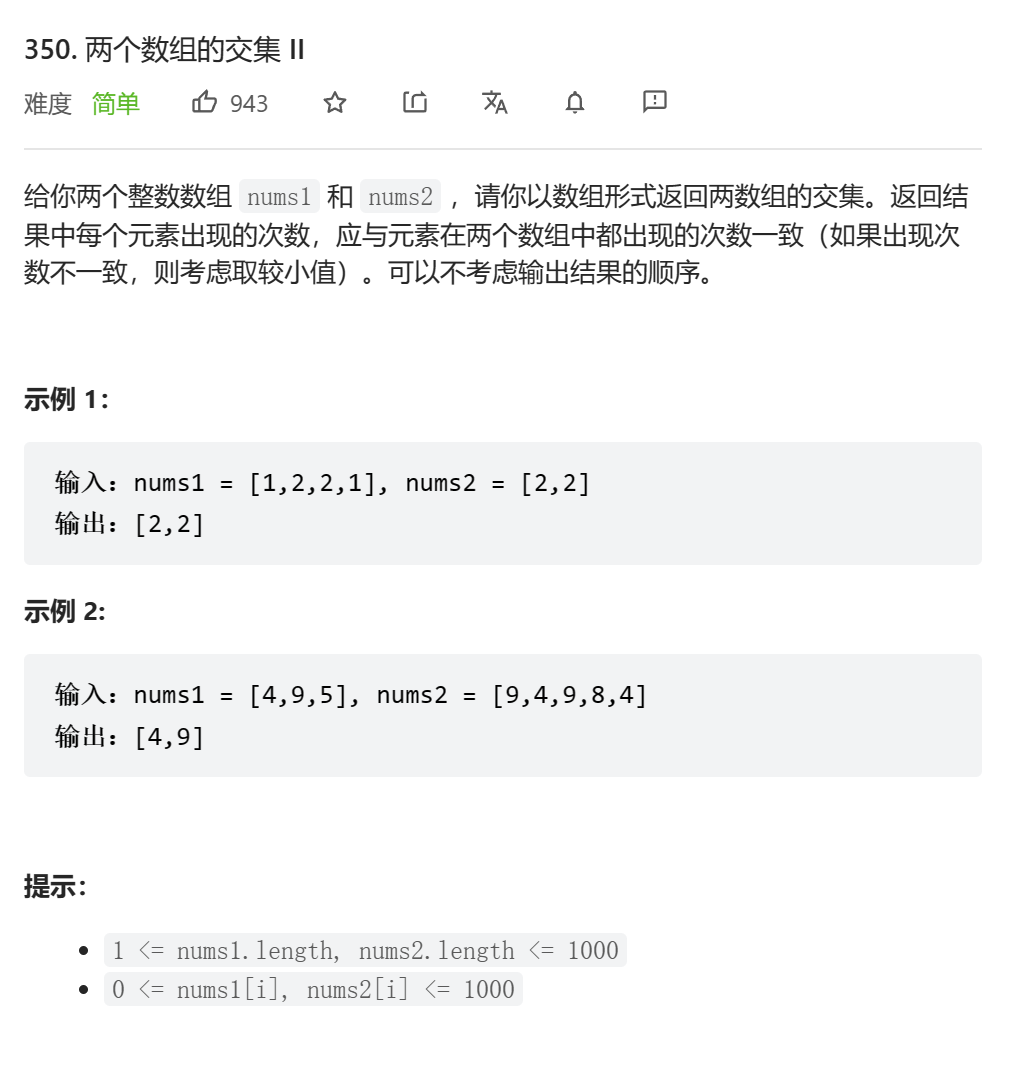 350. 两个数组的交集 II
难度 简单 943
给你两个整数数组 nums1 和 nums2 ，请你以数组形式返回两数组的交集。返回结
果中每个元素出现的次数，应与元素在两个数组中都出现的次数一致（如果出现次
数不一致，则考虑取较小值）。可以不考虑输出结果的顺序。
示例 1：
输入：nums1 = [1,2,2,1], nums2 = [2,2]
输出：[2,2]
示例 2:
输入：nums1 = [4,9,5], nums2 = [9,4,9,8,4]
输出：[4,9]
提示：
1 <= nums1.length, nums2.length <= 1000
0 <= nums1[i], nums2[i] <= 1000